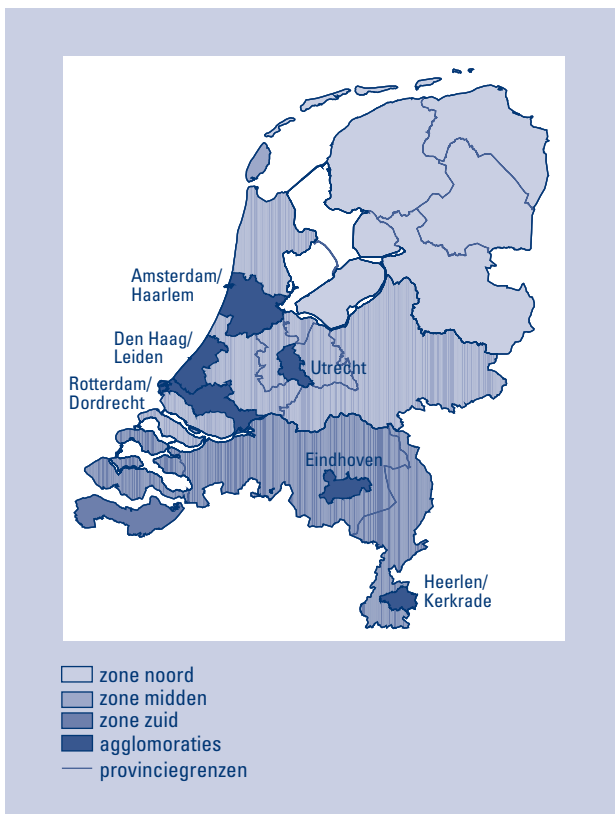 Amsterdam/
Haarlem
Den Haag/
Leiden
Utrecht
Rotterdam/
Dordrecht
Eindhoven
Heerlen/
Kerkrade
zone noord
zone midden
zone zuid
agglomoraties
provinciegrenzen